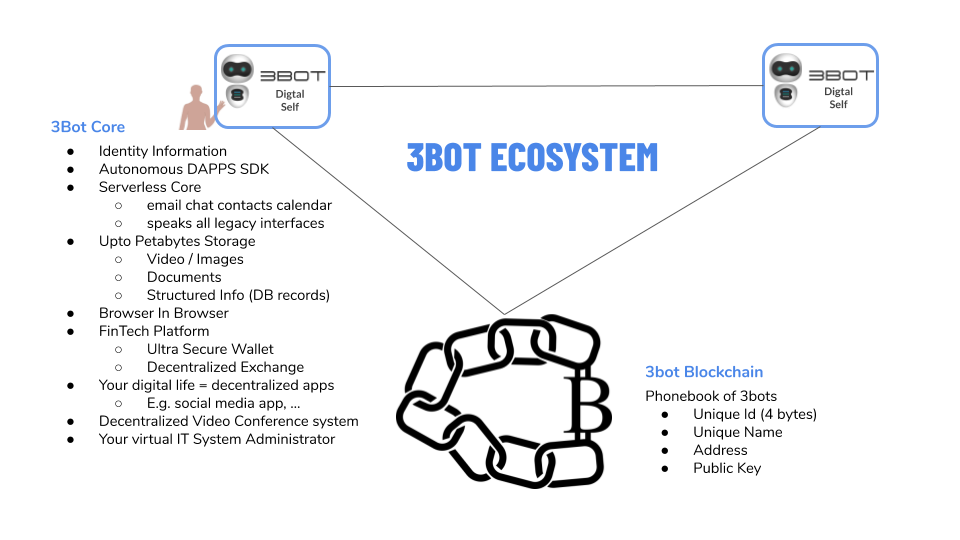 3BOT
Digtal
Self
3BOT
Digtal
Self
3BOT ECOSYSTEM
3Bot Core
● Identity Information
● Autonomous DAPPS SDK
● Serverless Core
○ email chat contacts calendar
○ speaks all legacy interfaces
● Upto Petabytes Storage
○ Video / Images
○ Documents
○ Structured Info (DB records)
● Browser In Browser
● FinTech Platform
○ Ultra Secure Wallet
○ Decentralized Exchange
● Your digital life = decentralized apps
○ E.g. social media app, ...
● Decentralized Video Conference system
● Your virtual IT System Administrator
B
3bot Blockchain
Phonebook of 3bots
● Unique Id (4 bytes)
● Unique Name
● Address
● Public Key